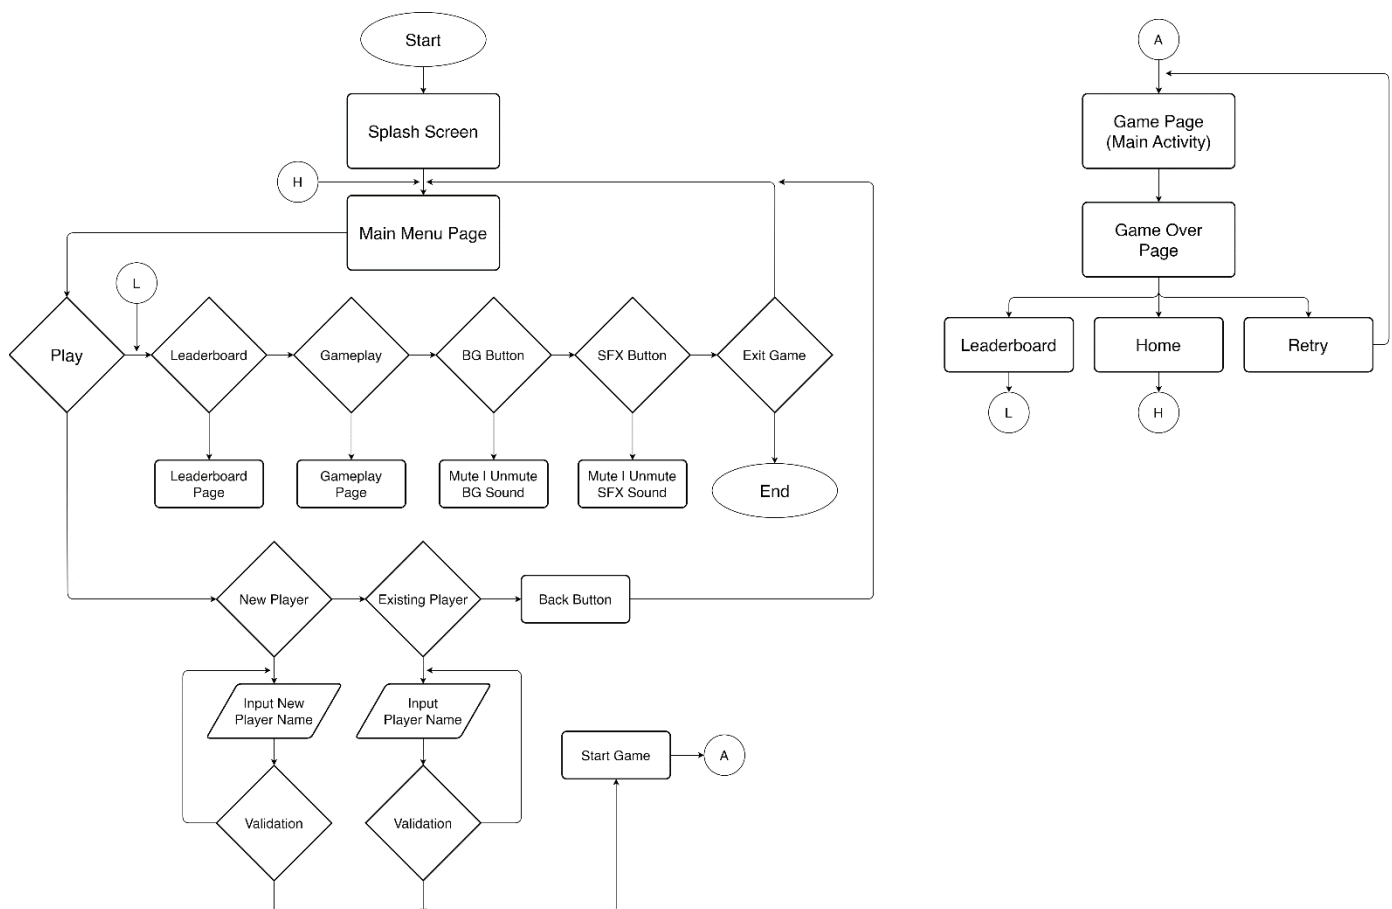 Start
Splash Screen
H
Main Menu Page
L
Play
Leaderboard
Gameplay
BG Button
SFX Button
Exit Game
Leaderboard
Page
Gameplay
Page
Mute | Unmute
BG Sound
Mute | Unmute
SFX Sound
End
New Player
Existing Player
Back Button
Input New
Player Name
Input
Player Name
Start Game
A
Validation
Validation
A
Game Page
(Main Activity)
Game Over
Page
Leaderboard
Home
Retry
L
H